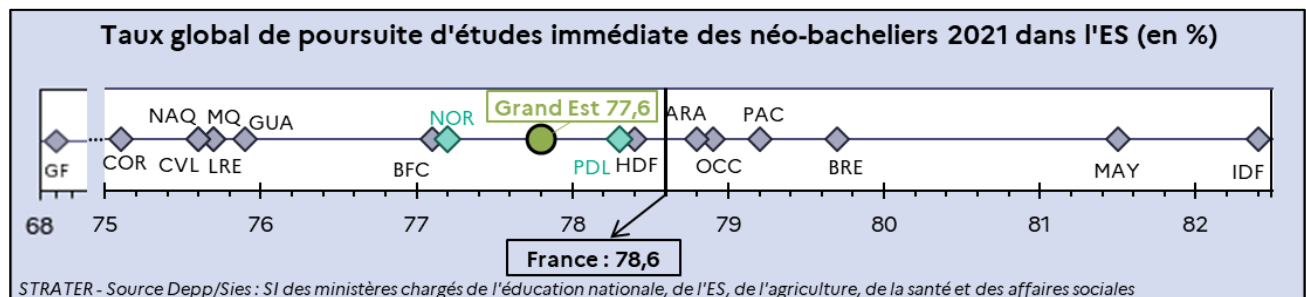 Taux global de poursuite d'études immédiate des néo-bacheliers 2021 dans l'ES (en %)
NAQ MQ GUA NOR Grand Est 77,6 ARA PAC
GF COR CVL LRE BFC PDL HDF OCC BRE MAY IDF
68 75 76 77 78 79 80 81 82
France : 78,6
STRATER - Source Depp/Sies : SI des ministères chargés de l'éducation nationale, de l'ES, de l'agriculture, de la santé et des affaires sociales